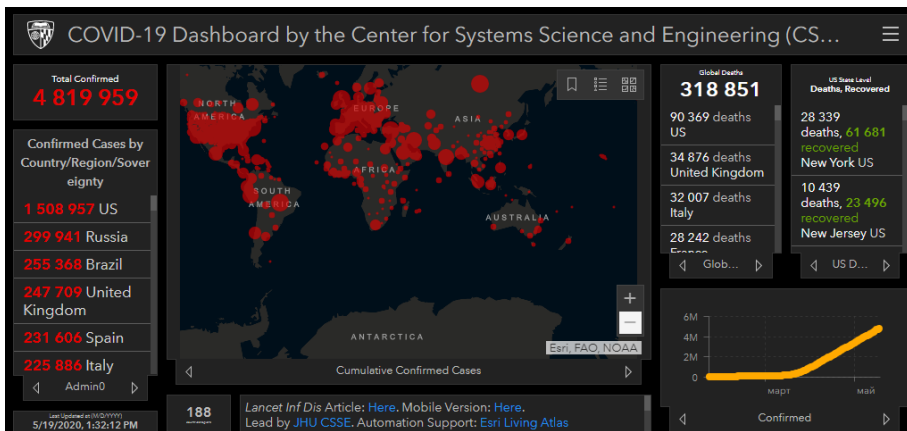 COVID-19 Dashboard by the Center for Systems Science and Engineering (CS...
Total Confirmed
4 819 959
Confirmed Cases by
Country/Region/Sover
eignty
1 508 957 US
299 941 Russia
255 368 Brazil
247 709 United
Kingdom
231 606 Spain
225 886 Italy
Admin0
Last Updated at (M/D/YYYY)
5/19/2020, 1:32:12 PM
NORTH
AMERICA
EUROPE
ASIA
AFRICA
SOUTH
AMERICA
AUSTRALIA
ANTARCTICA
Esri, FAO, NOAA
Cumulative Confirmed Cases
188
Lancet Inf Dis Article: Here. Mobile Version: Here.
Lead by JHU CSSE. Automation Support: Esri Living Atlas
Global Deaths
318 851
90 369 deaths
US
34 876 deaths
United Kingdom
32 007 deaths
Italy
28 242 deaths
France
Glob...
US State Level
Deaths, Recovered
28 339
deaths, 61 681
recovered
New York US
10 439
deaths, 23 496
recovered
New Jersey US
US D...
6M
4M
2M
0
март
май
Confirmed